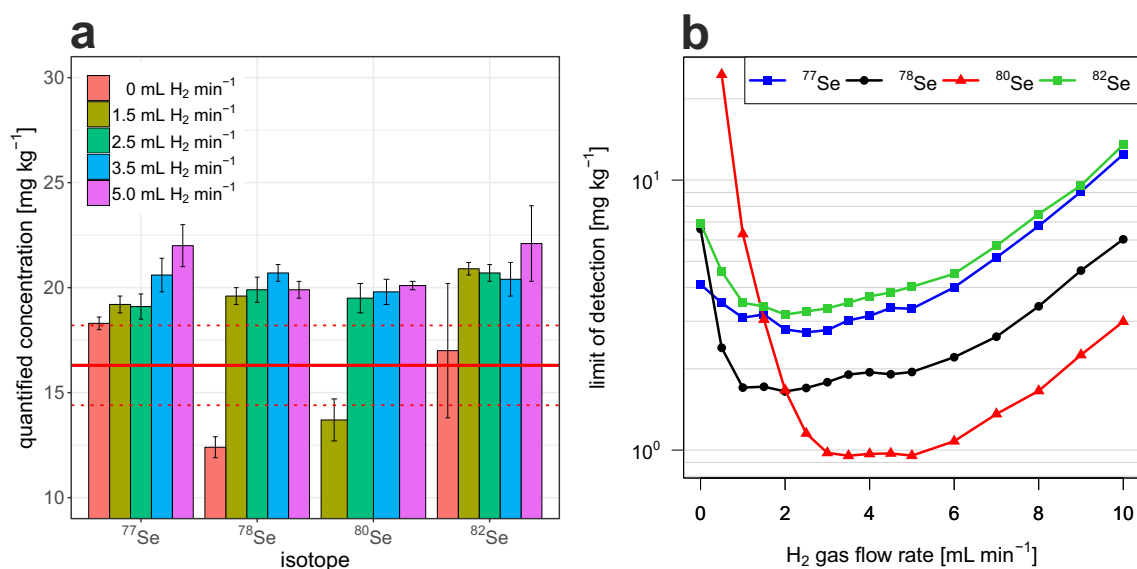 a
quantified concentration [mg kg⁻¹]
30
25
20
15
10
0 mL H₂ min⁻¹
1.5 mL H₂ min⁻¹
2.5 mL H₂ min⁻¹
3.5 mL H₂ min⁻¹
5.0 mL H₂ min⁻¹
⁷⁷Se ⁷⁸Se ⁸⁰Se ⁸²Se
isotope
b
limit of detection [mg kg⁻¹]
⁷⁷Se ⁷⁸Se ⁸⁰Se ⁸²Se
10¹
10⁰
0 2 4 6 8 10
H₂ gas flow rate [mL min⁻¹]